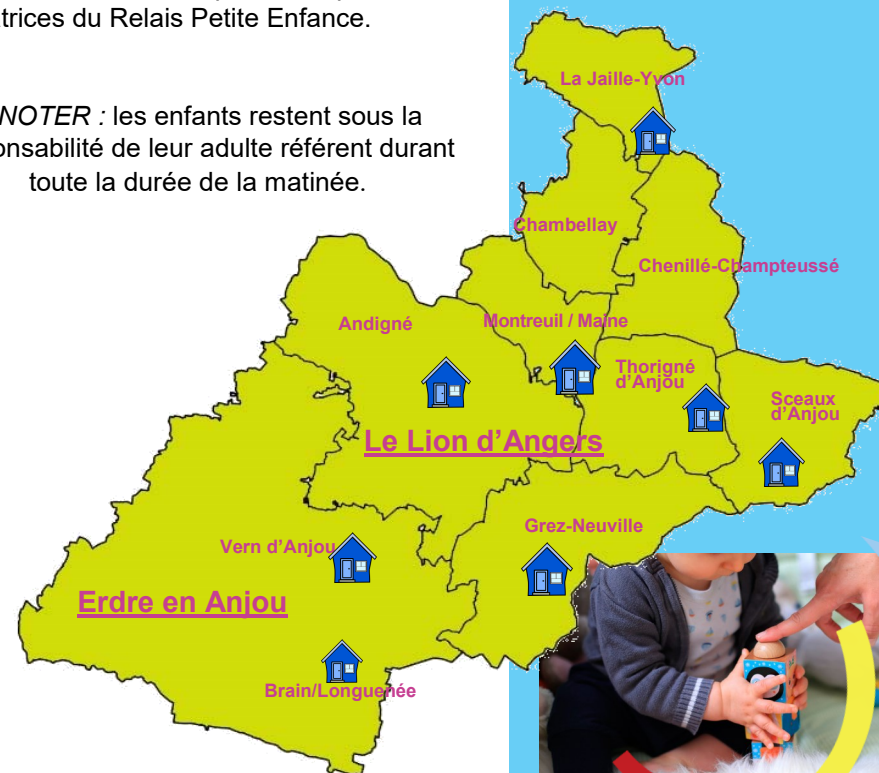 trices du Relais Petite Enfance.
NOTER : les enfants restent sous la
onsabilité de leur adulte référent durant
toute la durée de la matinée.
La Jaille-Yvon
Chambellay
Chenillé-Champteussé
Andigné
Montreuil / Maine
Thorigné
d’Anjou
Sceaux
d’Anjou
Le Lion d’Angers
Grez-Neuville
Vern d’Anjou
Erdre en Anjou
Brain/Longuenée